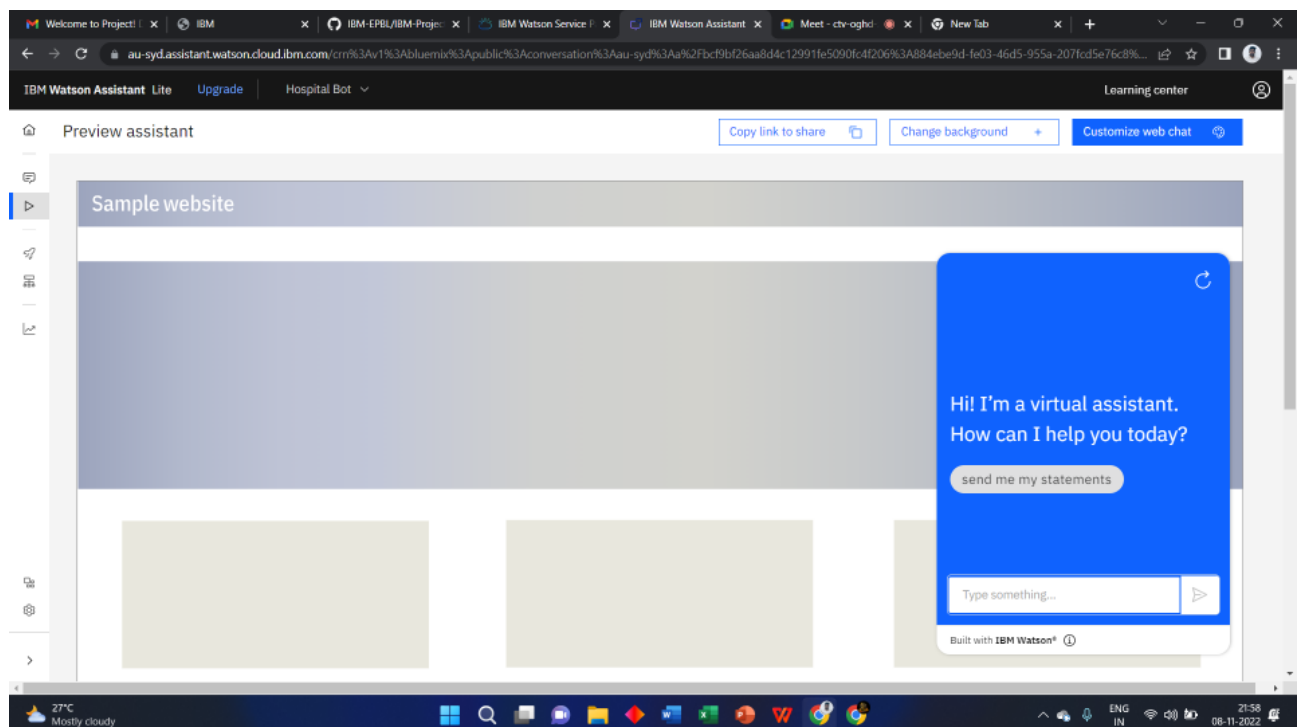 Welcome to Project! (
IBM
IBM-EPBL/IBM-Projec
IBM Watson Service P
IBM Watson Assistant
Meet - ctv-oghd
New Tab
au-syd.assistant.watson.cloud.ibm.com/crn%3Av1%3Abluemix%3Apublic%3Aconversation%3Aau-syd%3Aa%2Fbcf9bf26aa8d4c12991fe5090fc4f206%3A884ebe9d-fe03-46d5-955a-207fcd5e76c8%...
IBM Watson Assistant Lite Upgrade Hospital Bot Learning center
Preview assistant Copy link to share Change background + Customize web chat
Sample website
Hi! I'm a virtual assistant.
How can I help you today?
send me my statements
Type something...
Built with IBM Watson®
27°C
Mostly cloudy
ENG
IN
21:58
08-11-2022